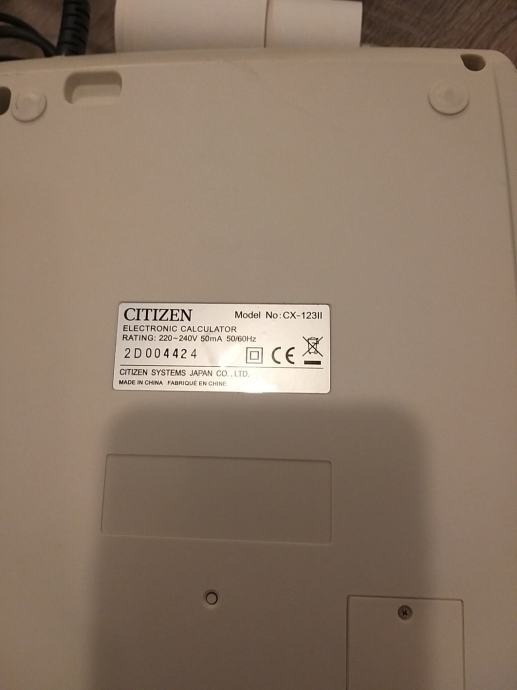 CITIZEN Model No:CX-123II
ELECTRONIC CALCULATOR
RATING: 220~240V 50mA 50/60Hz
2D004424 CE
CITIZEN SYSTEMS JAPAN CO.,LTD.
MADE IN CHINA FABRIQUÉ EN CHINE